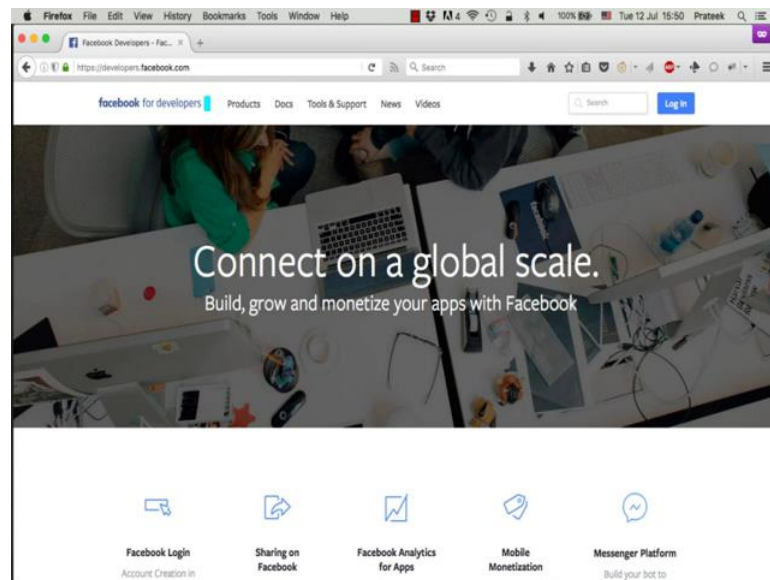 Firefox File Edit View History Bookmarks Tools Window Help 4 100% Tue 12 Jul 15:50 Prateek
Facebook Developers - Fac...
https://developers.facebook.com Search
facebook for developers Products Docs Tools & Support News Videos Search Log In
Connect on a global scale.
Build, grow and monetize your apps with Facebook
Facebook Login Sharing on Facebook Analytics Mobile Messenger Platform
Facebook for Apps Monetization
Account Creation in Build your bot to